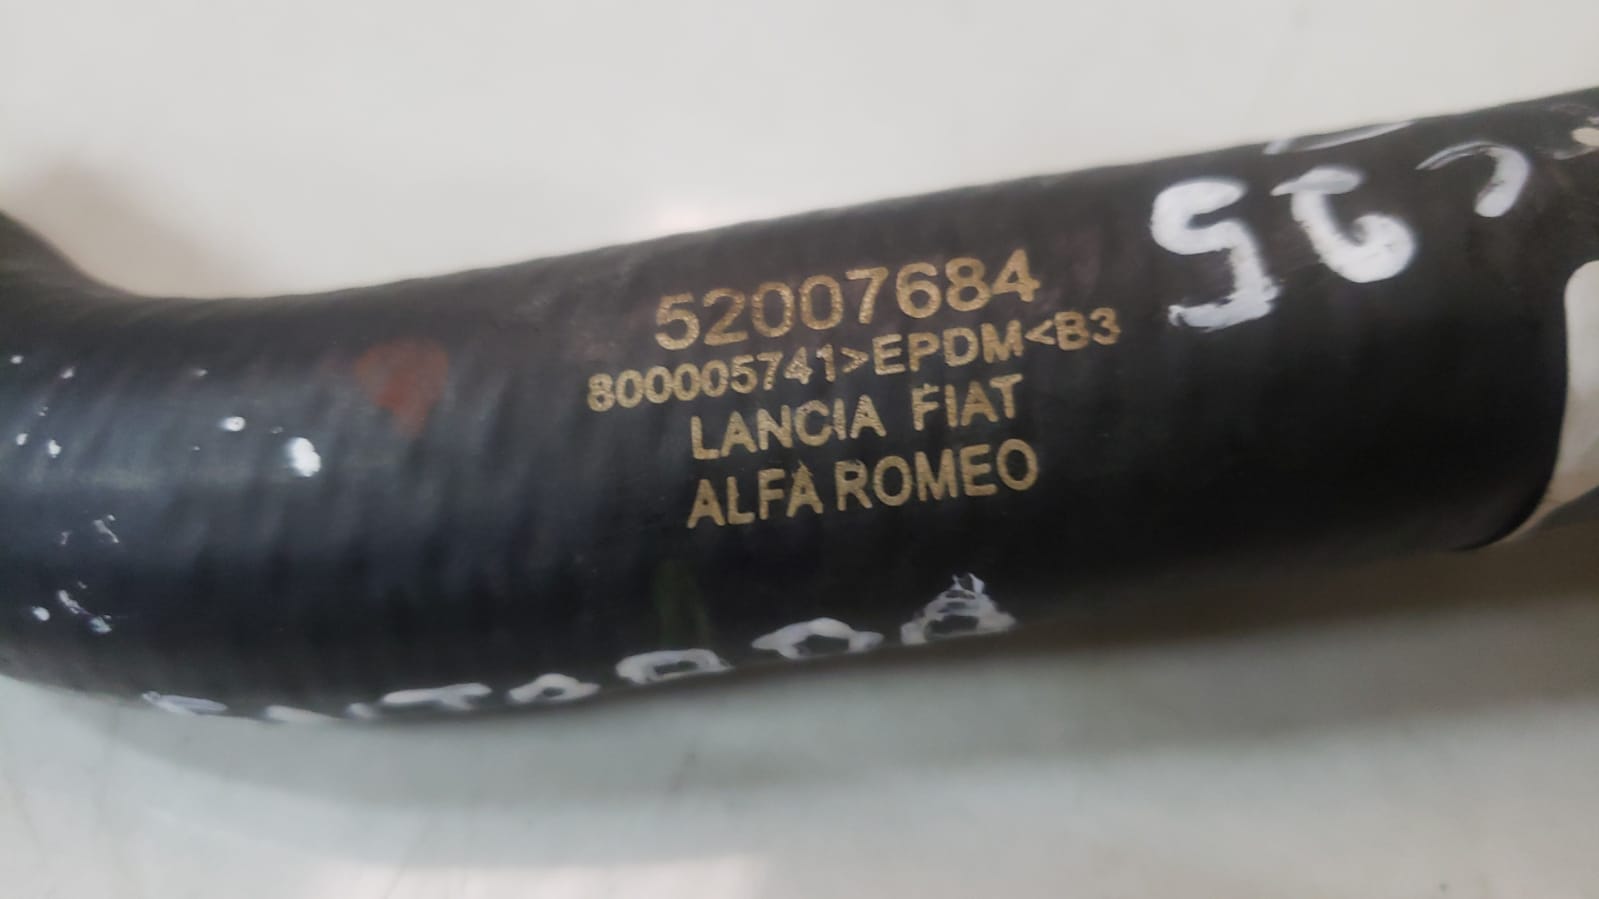 52007684
800005741>EPDM<B3
LANCIA FIAT
ALFA ROMEO